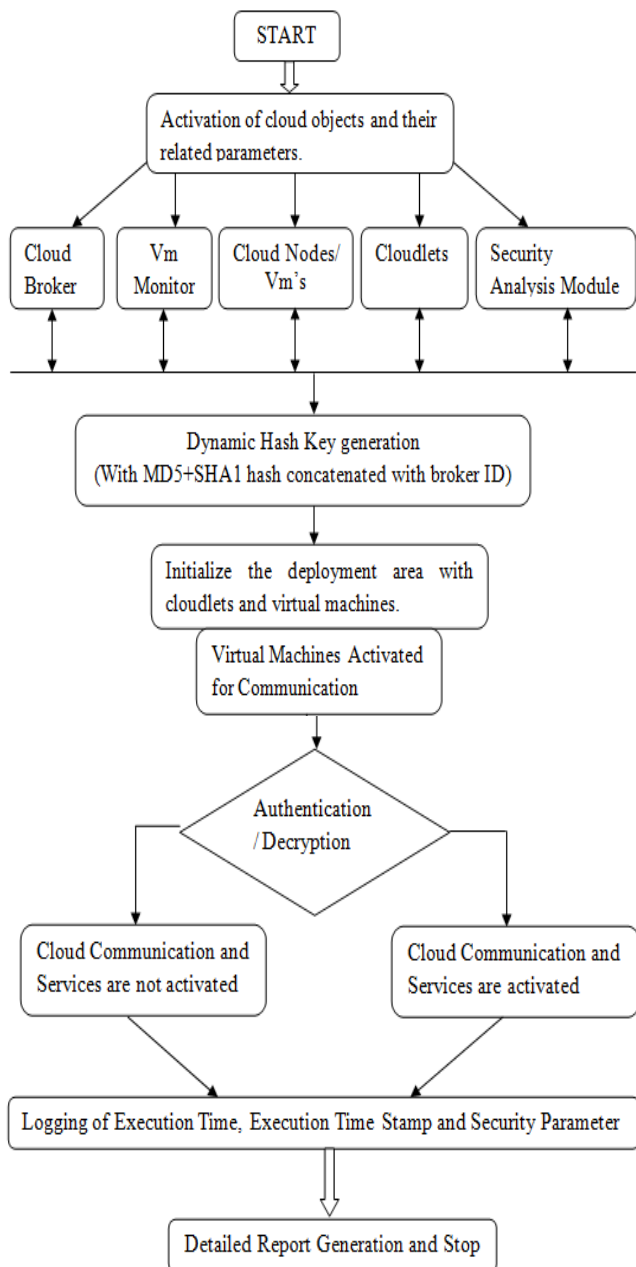 START
Activation of cloud objects and their
related parameters.
Cloud
Broker
Vm
Monitor
Cloud Nodes/
Vm's
Cloudlets
Security
Analysis Module
Dynamic Hash Key generation
(With MD5+SHA1 hash concatenated with broker ID)
Initialize the deployment area with
cloudlets and virtual machines.
Virtual Machines Activated
for Communication
Authentication
/ Decryption
Cloud Communication and
Services are not activated
Cloud Communication and
Services are activated
Logging of Execution Time, Execution Time Stamp and Security Parameter
Detailed Report Generation and Stop